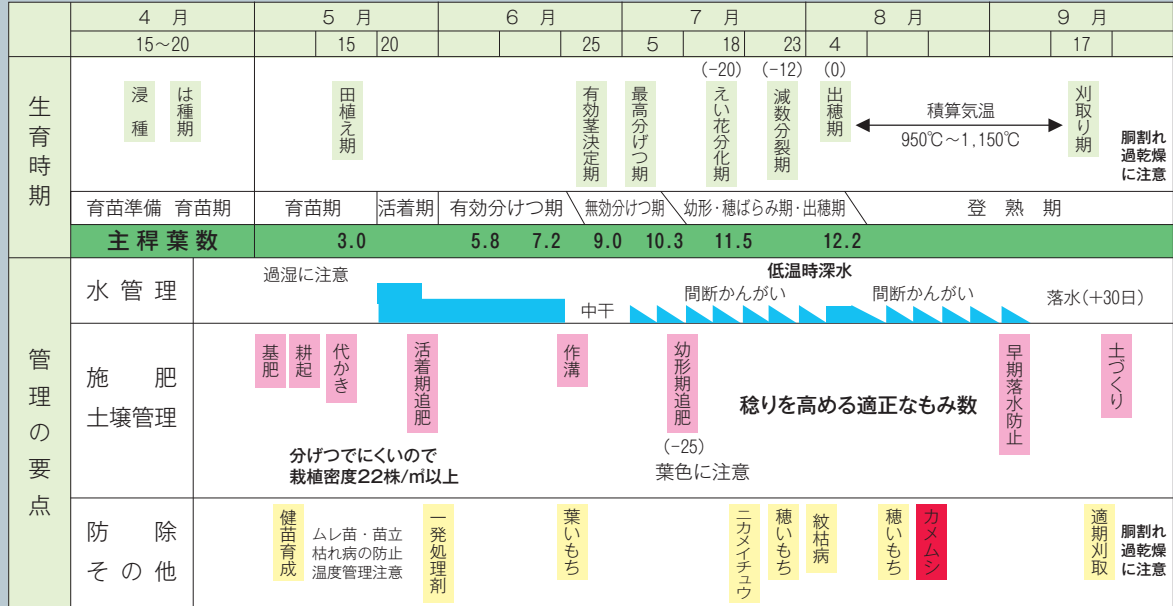 4 月 5 月 6 月 7 月 8 月 9 月
15～20 15 20 25 5 18 23 4 17
生育時期
(−20) (−12) (0)
浸種
は種期
田植え期
有効茎決定期
最高分げつ期
えい花分化期
減数分裂期
出穂期
積算気温
950℃～1,150℃
刈取り期
胴割れ
過乾燥
に注意
育苗準備 育苗期 育苗期 活着期 有効分けつ期 無効分けつ期 幼形・穂ばらみ期・出穂期 登熟期
主稈葉数 3.0 5.8 7.2 9.0 10.3 11.5 12.2
管理の要点
水管理
過湿に注意
中干
低温時深水
間断かんがい
間断かんがい
落水(+30日)
施肥
土壌管理
基肥
耕起
代かき
活着期追肥
作溝
幼形期追肥
(−25)
葉色に注意
稔りを高める適正なもみ数
早期落水防止
土づくり
分げつでにくいので
栽植密度22株/㎡以上
防除
その他
健苗育成
ムレ苗・苗立
枯れ病の防止
温度管理注意
一発処理剤
葉いもち
ニカメイチュウ
穂いもち
紋枯病
穂いもち
カメムシ
適期刈取
胴割れ
過乾燥
に注意